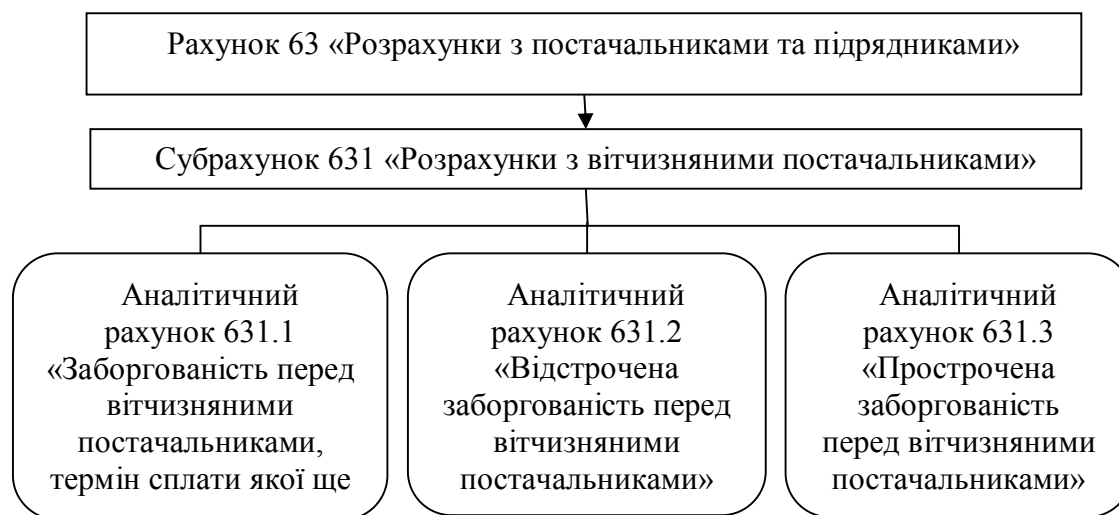 Рахунок 63 «Розрахунки з постачальниками та підрядниками»
Субрахунок 631 «Розрахунки з вітчизняними постачальниками»
Аналітичний
рахунок 631.1
«Заборгованість перед
вітчизняними
постачальниками,
термін сплати якої ще
Аналітичний
рахунок 631.2
«Відстрочена
заборгованість перед
вітчизняними
постачальниками»
Аналітичний
рахунок 631.3
«Прострочена
заборгованість
перед вітчизняними
постачальниками»